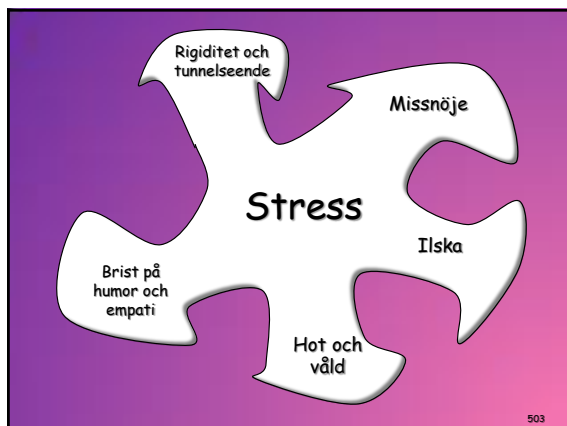 Rigiditet och
tunnelseende
Missnöje
Stress
Ilska
Brist på
humor och
empati
Hot och
våld
503